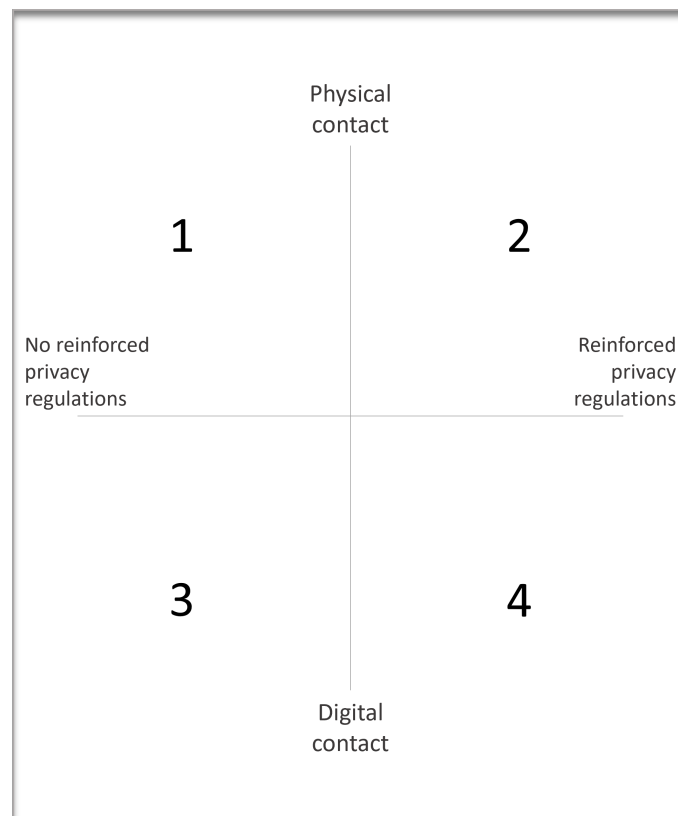 Physical
contact
1
2
No reinforced
privacy
regulations
Reinforced
privacy
regulations
3
4
Digital
contact